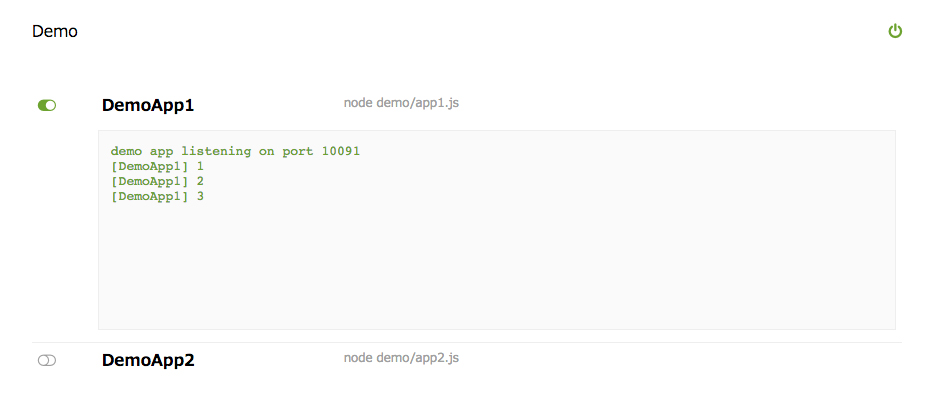 Demo
DemoApp1 node demo/app1.js
demo app listening on port 10091
[DemoApp1] 1
[DemoApp1] 2
[DemoApp1] 3
DemoApp2 node demo/app2.js